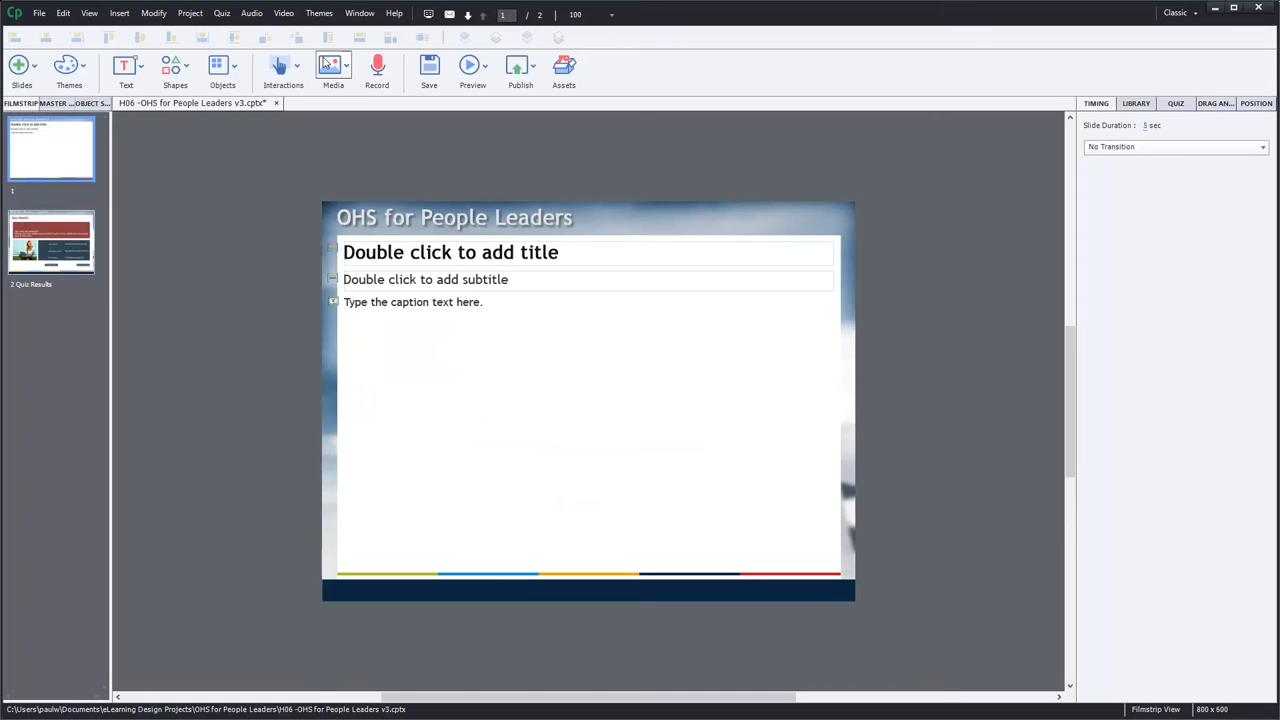 Cp File Edit View Insert Modify Project Quiz Audio Video Themes Window Help 1 / 2 100 Classic
Slides Themes Text Shapes Objects Interactions Media Record Save Preview Publish Assets
FILMSTRIP MASTER ... OBJECT S... H06 -OHS for People Leaders v3.cptx* × TIMING LIBRARY QUIZ DRAG AN... POSITION
Slide Duration : 5 sec
No Transition
1
2 Quiz Results
OHS for People Leaders
Double click to add title
Double click to add subtitle
Type the caption text here.
C:\Users\paulw\Documents\eLearning Design Projects\OHS for People Leaders\H06 -OHS for People Leaders v3.cptx Filmstrip View 800 x 600